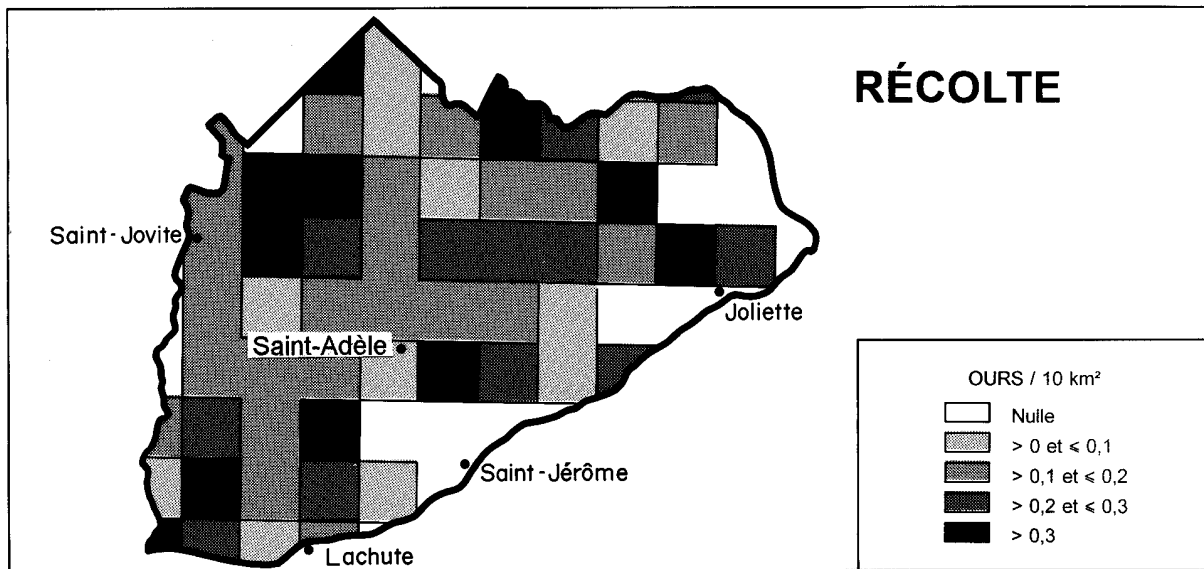 RÉCOLTE
Saint-Jovite
Joliette
Saint-Adèle
Saint-Jérôme
Lachute
OURS / 10 km²
Nulle
> 0 et ⩽ 0,1
> 0,1 et ⩽ 0,2
> 0,2 et ⩽ 0,3
> 0,3